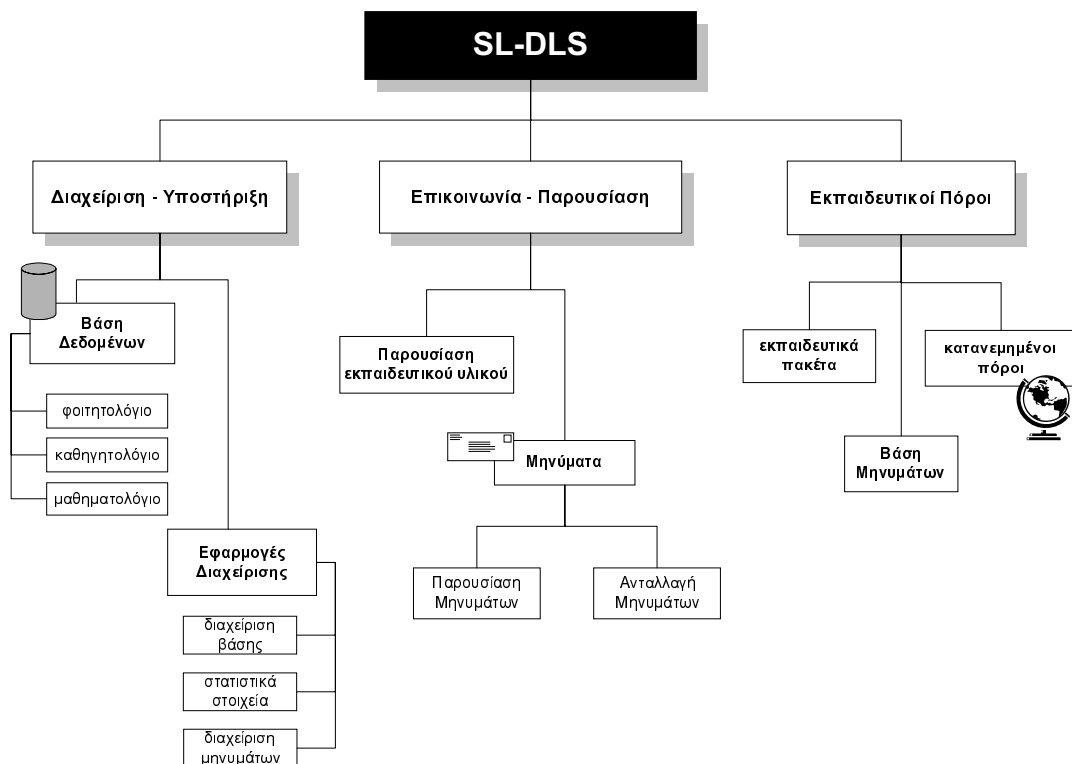 SL-DLS
Διαχείριση - Υποστήριξη
Επικοινωνία - Παρουσίαση
Εκπαιδευτικοί Πόροι
Βάση
Δεδομένων
φοιτητολόγιο
καθηγητολόγιο
μαθηματολόγιο
Εφαρμογές
Διαχείρισης
διαχείριση
βάσης
στατιστικά
στοιχεία
διαχείριση
μηνυμάτων
Παρουσίαση
εκπαιδευτικού υλικού
Μηνύματα
Παρουσίαση
Μηνυμάτων
Ανταλλαγή
Μηνυμάτων
εκπαιδευτικά
πακέτα
Βάση
Μηνυμάτων
κατανεμημένοι
πόροι